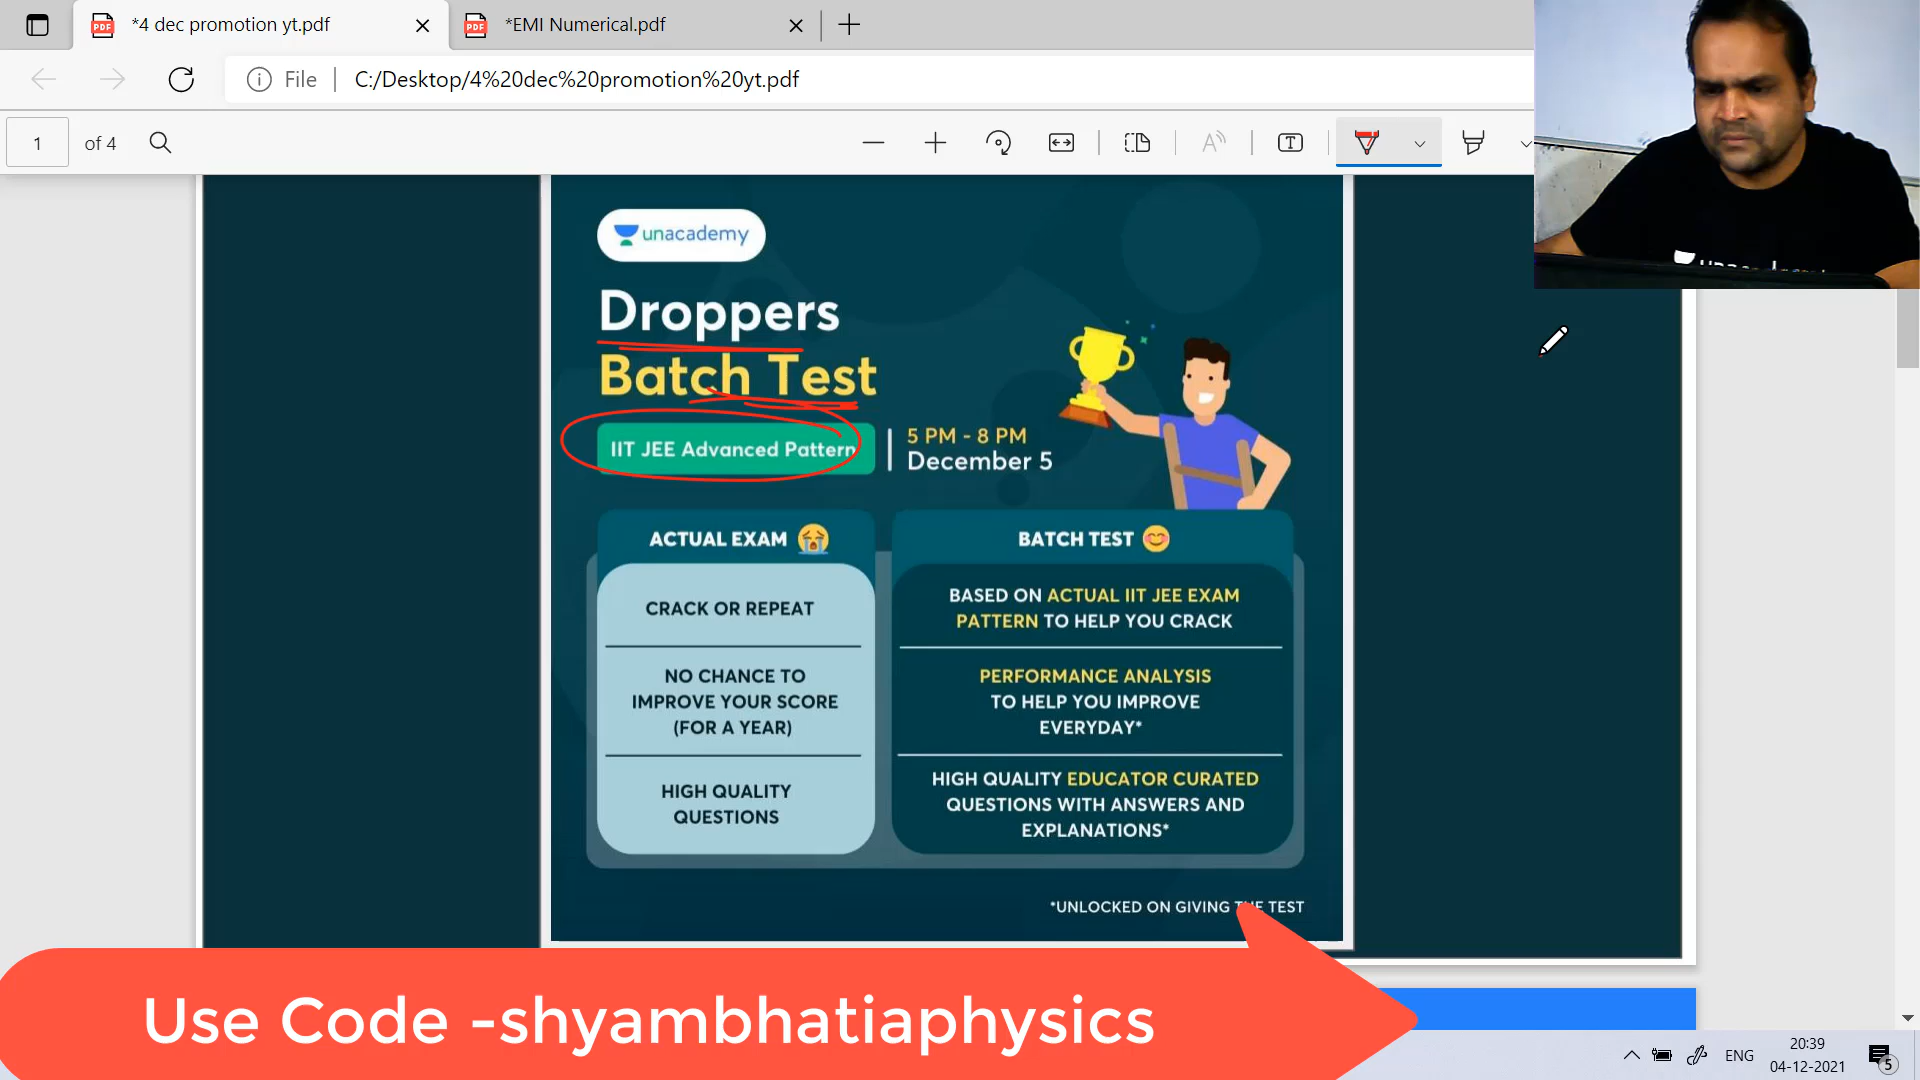 *4 dec promotion yt.pdf
*EMI Numerical.pdf
File
C:/Desktop/4%20dec%20promotion%20yt.pdf
1 of 4
unacademy
Droppers
Batch Test
IIT JEE Advanced Pattern
5 PM - 8 PM
December 5
ACTUAL EXAM
CRACK OR REPEAT
NO CHANCE TO
IMPROVE YOUR SCORE
(FOR A YEAR)
HIGH QUALITY
QUESTIONS
BATCH TEST
BASED ON ACTUAL IIT JEE EXAM
PATTERN TO HELP YOU CRACK
PERFORMANCE ANALYSIS
TO HELP YOU IMPROVE
EVERYDAY*
HIGH QUALITY EDUCATOR CURATED
QUESTIONS WITH ANSWERS AND
EXPLANATIONS*
*UNLOCKED ON GIVING THE TEST
Use Code -shyambhatiaphysics
ENG
20:39
04-12-2021
5